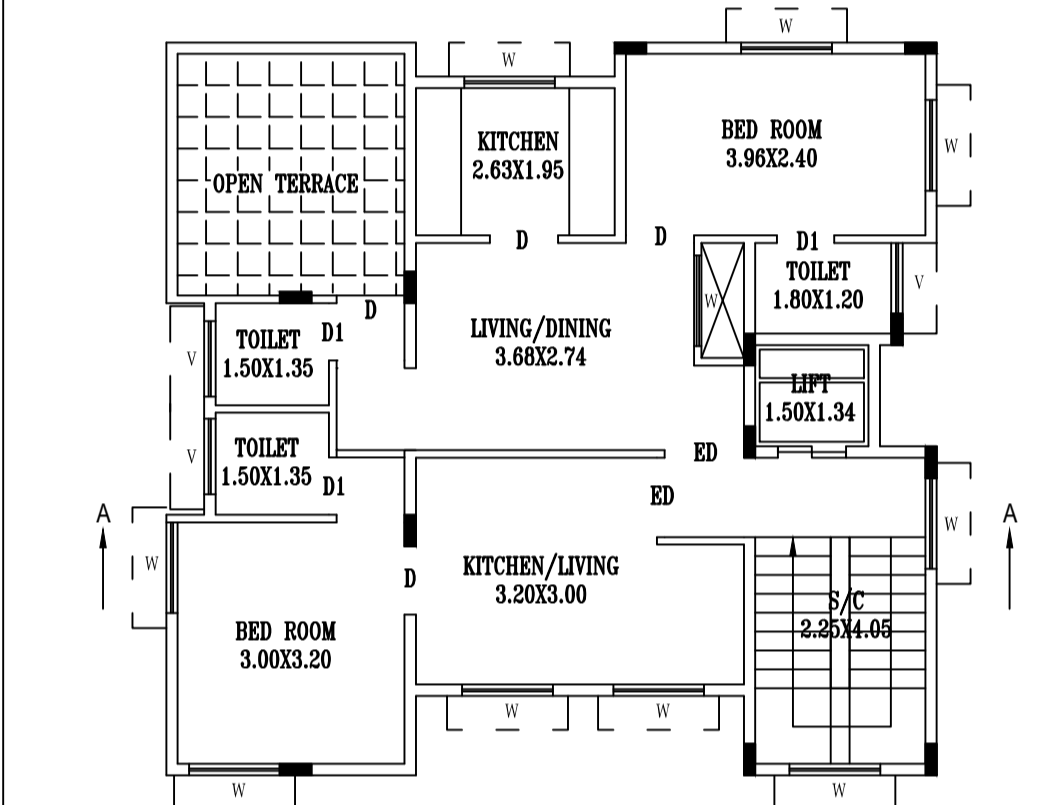 W
W
KITCHEN
2.63X1.95
BED ROOM
3.96X2.40
W
OPEN TERRACE
D
D
D1
TOILET
1.80X1.20
V
W
D
D1
TOILET
1.50X1.35
V
LIVING/DINING
3.68X2.74
LIFT
1.50X1.34
TOILET
1.50X1.35
V
D1
ED
ED
A
W
A
W
KITCHEN/LIVING
3.20X3.00
D
S/C
2.25X4.05
BED ROOM
3.00X3.20
W
W
W
W